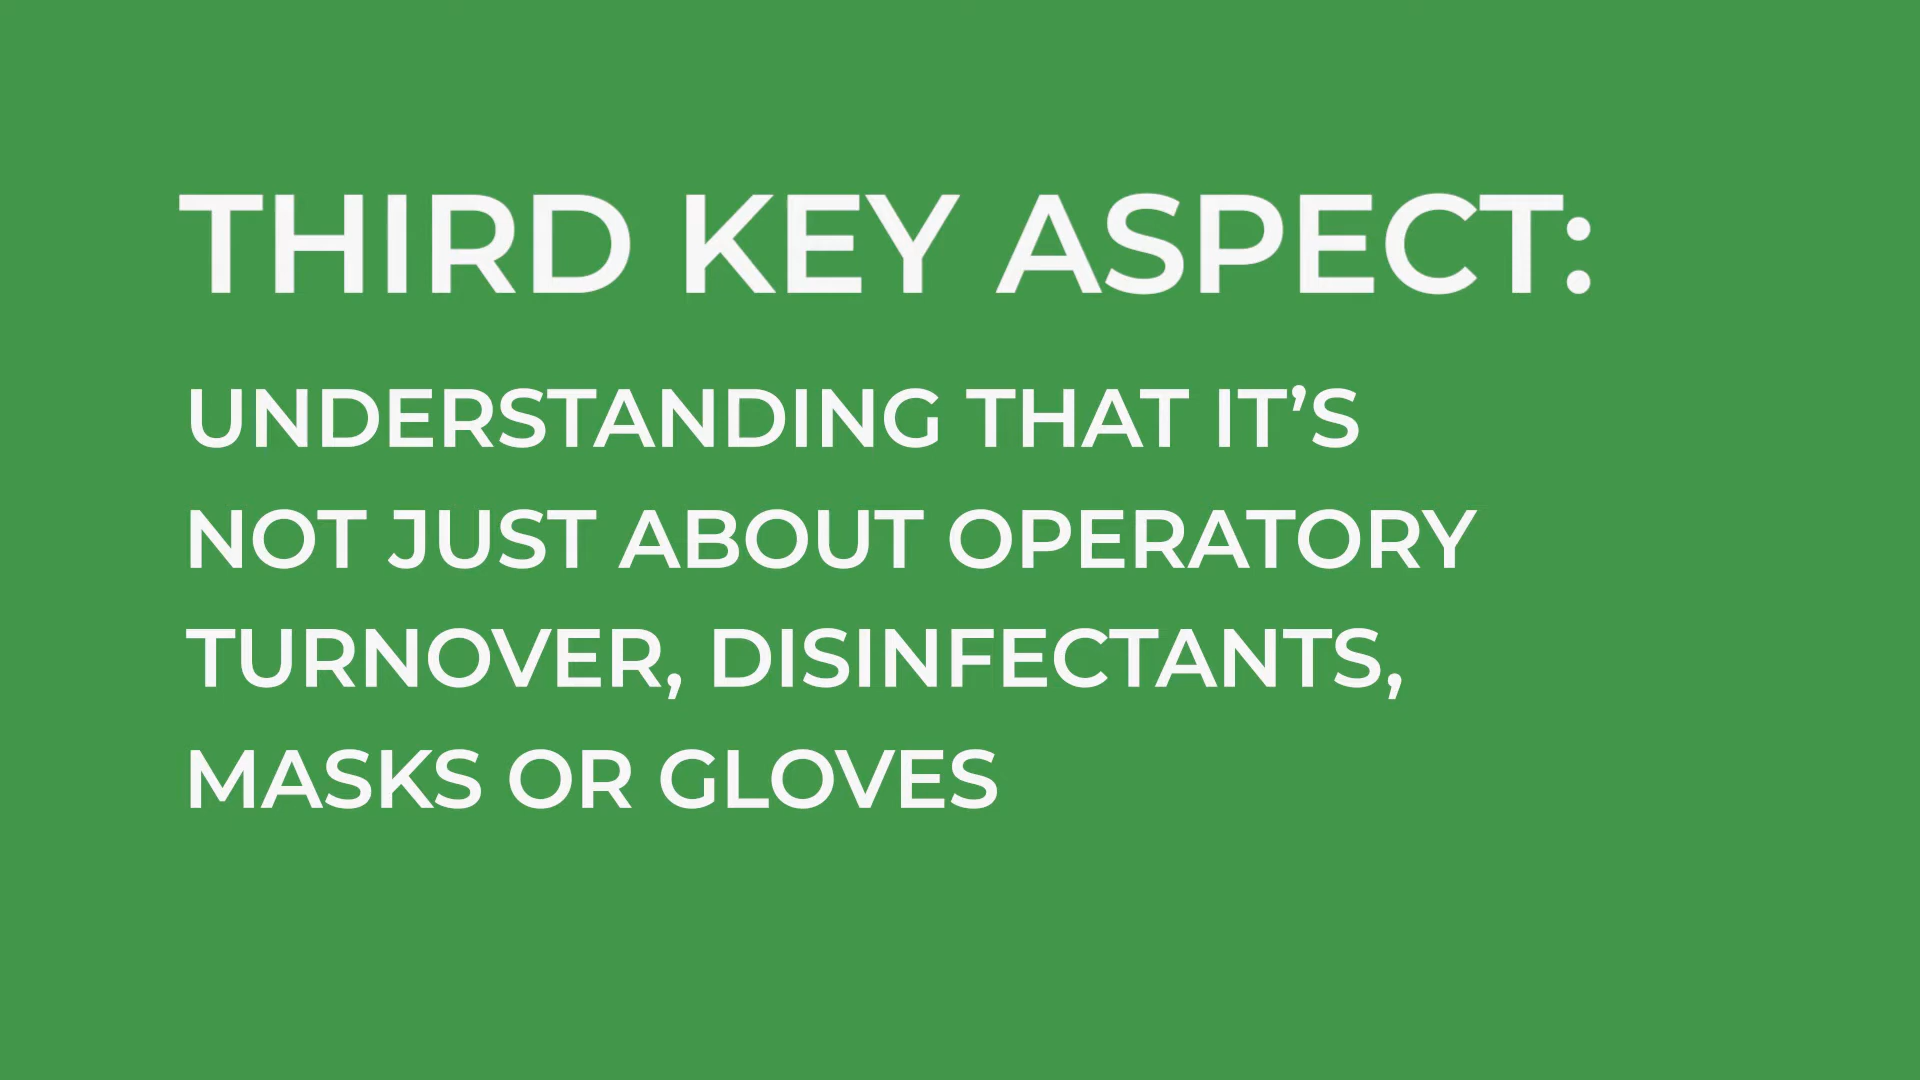 THIRD KEY ASPECT:
UNDERSTANDING THAT IT’S
NOT JUST ABOUT OPERATORY
TURNOVER, DISINFECTANTS,
MASKS OR GLOVES